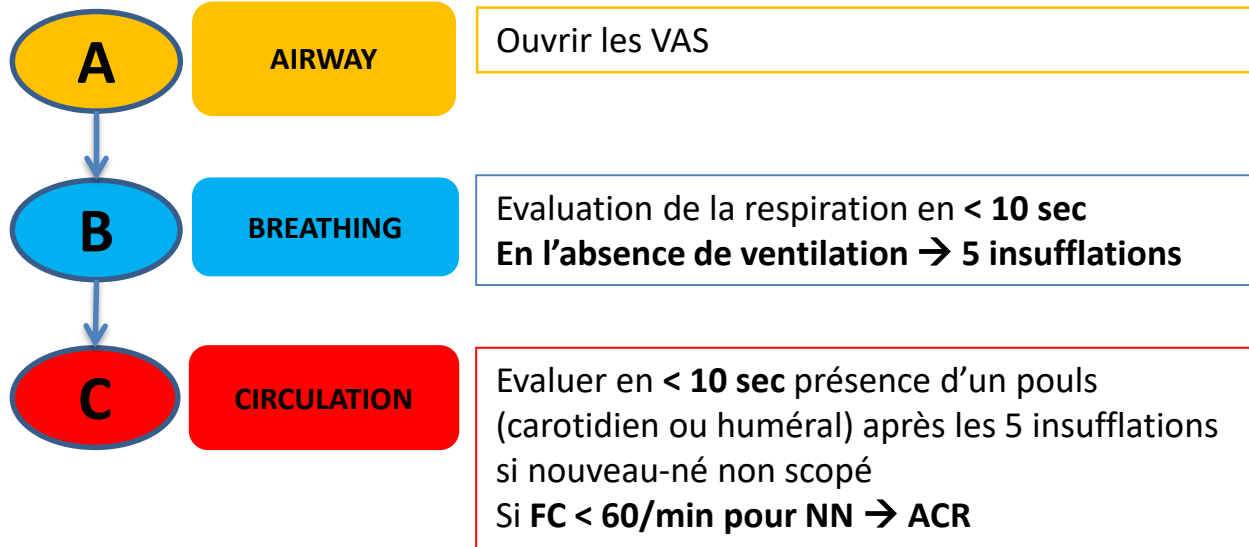 A
AIRWAY
Ouvrir les VAS
B
BREATHING
Evaluation de la respiration en < 10 sec
En l’absence de ventilation → 5 insufflations
C
CIRCULATION
Evaluer en < 10 sec présence d’un pouls
(carotidien ou huméral) après les 5 insufflations
si nouveau-né non scopé
Si FC < 60/min pour NN → ACR